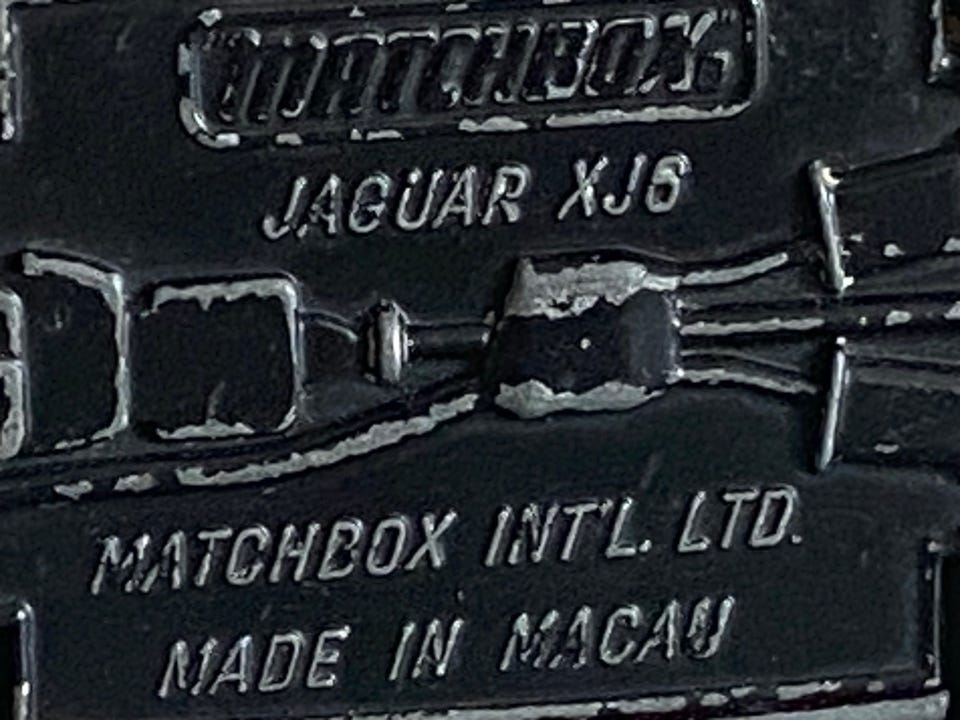 "MATCHBOX"
JAGUAR XJ6
MATCHBOX INT'L. LTD.
MADE IN MACAU